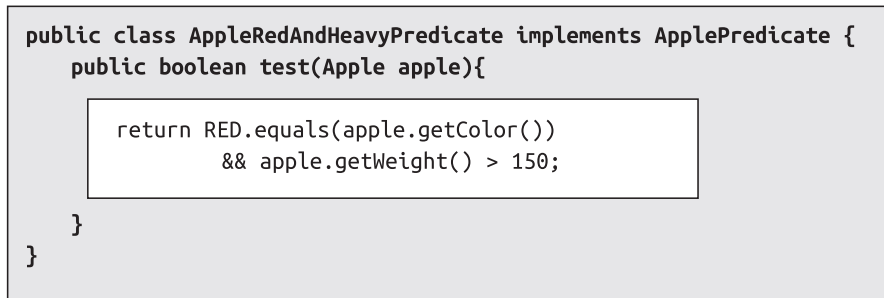 public class AppleRedAndHeavyPredicate implements ApplePredicate {
public boolean test(Apple apple){
return RED.equals(apple.getColor())
&& apple.getWeight() > 150;
}
}